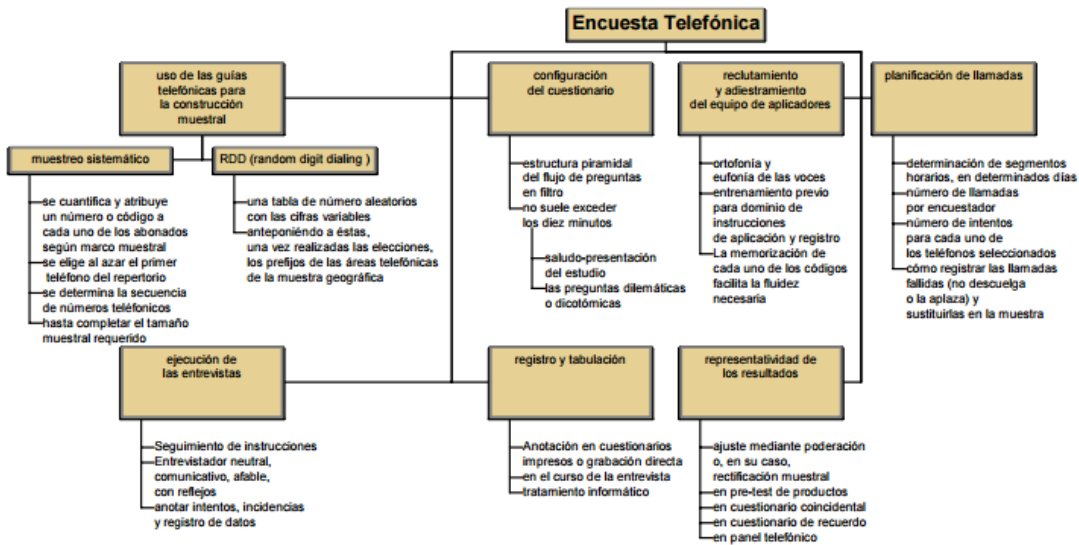 Encuesta Telefónica
uso de las guías
telefónicas para
la construcción
muestral
configuración
del cuestionario
reclutamiento
y adiestramiento
del equipo de aplicadores
planificación de llamadas
muestreo sistemático
RDD (random digit dialing )
se cuantifica y atribuye
un número o código a
cada uno de los abonados
según marco muestral
se elige al azar el primer
teléfono del repertorio
se determina la secuencia
de números teléfonicos
hasta completar el tamaño
muestral requerido
una tabla de número aleatorios
con las cifras variables
anteponiéndo a éstas,
una vez realizadas las elecciones,
los prefijos de las áreas telefónicas
de la muestra geográfica
estructura piramidal
del flujo de preguntas
en filtro
no suele exceder
los diez minutos
saludo-presentación
del estudio
las preguntas dilemáticas
o dicotómicas
ortofonía y
eufonía de las voces
entrenamiento previo
para dominio de
instrucciones
de aplicación y registro
La memorización de
cada uno de los códigos
facilita la fluidez
necesaria
determinación de segmentos
horarios, en determinados días
número de llamadas
por encuestador
número de intentos
para cada uno de
los teléfonos seleccionados
cómo registrar las llamadas
fallidas (no descuelga
o la aplaza) y
sustituirlas en la muestra
ejecución de
las entrevistas
registro y tabulación
representatividad de
los resultados
Seguimiento de instrucciones
Entrevistador neutral,
comunicativo, afable,
con reflejos
anotar intentos, incidencias
y registro de datos
Anotación en cuestionarios
impresos o grabación directa
en el curso de la entrevista
tratamiento informático
ajuste mediante poderación
o, en su caso,
rectificación muestral
en pre-test de productos
en cuestionario coincidental
en cuestionario de recuerdo
en panel telefónico